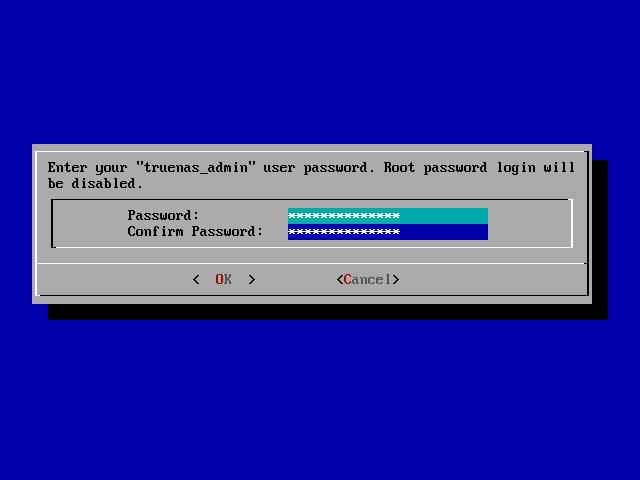 Enter your "truenas_admin" user password. Root password login will
be disabled.
Password: **************
Confirm Password: **************
< OK > <Cancel>